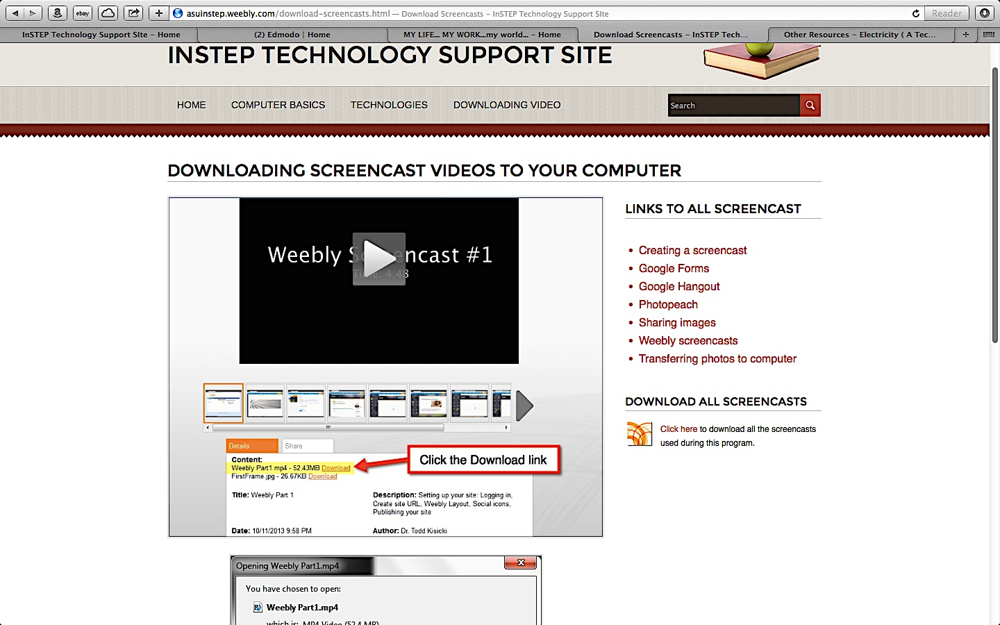 asuinstep.weebly.com/download-screencasts.html — Download Screencasts - InSTEP Technology Support Site
Reader
ebay
InSTEP Technology Support Site - Home
(2) Edmodo | Home
MY LIFE... MY WORK...my world... - Home
Download Screencasts - InSTEP Tech...
Other Resources - Electricity ( A Tec...
INSTEP TECHNOLOGY SUPPORT SITE
HOME COMPUTER BASICS TECHNOLOGIES DOWNLOADING VIDEO
Search
DOWNLOADING SCREENCAST VIDEOS TO YOUR COMPUTER
Weebly Screencast #1
Time: 4:48
Details
Share
Content:
Weebly Part1.mp4 - 52.43MB Download
FirstFrame.jpg - 26.67KB Download
Click the Download link
Title: Weebly Part 1
Description: Setting up your site: Logging in,
Create site URL, Weebly Layout, Social icons,
Publishing your site
Date: 10/11/2013 9:58 PM
Author: Dr. Todd Kisicki
Opening Weebly Part1.mp4
You have chosen to open:
Weebly Part1.mp4
which is: MP4 Video (52.4 MB)
LINKS TO ALL SCREENCAST
• Creating a screencast
• Google Forms
• Google Hangout
• Photopeach
• Sharing images
• Weebly screencasts
• Transferring photos to computer
DOWNLOAD ALL SCREENCASTS
Click here to download all the screencasts
used during this program.